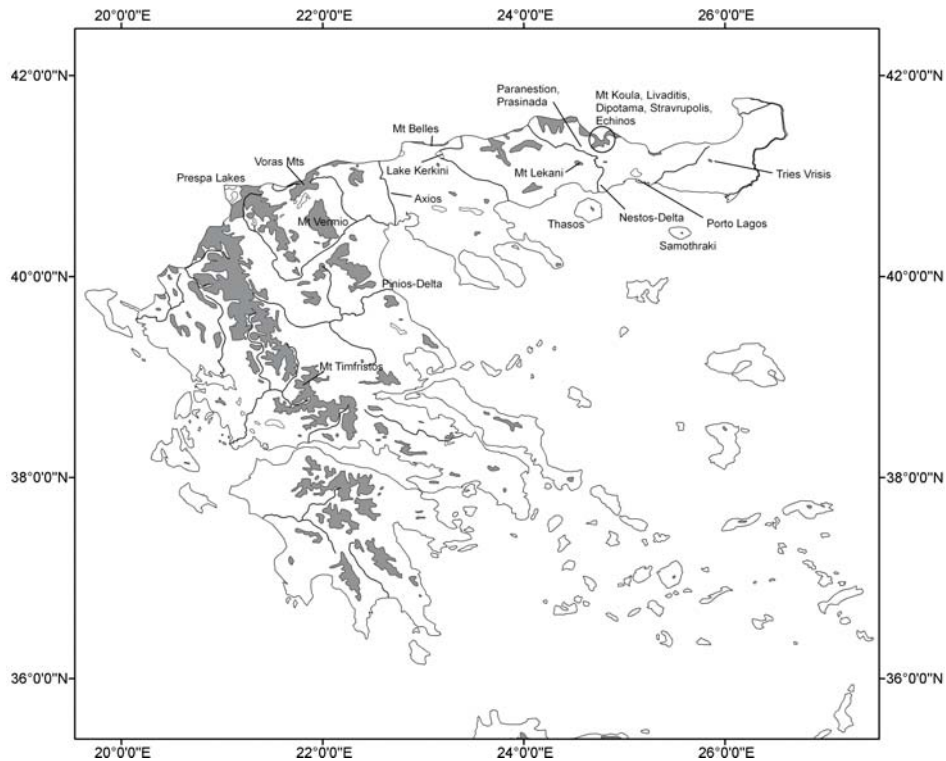 20°0'0"E 22°0'0"E 24°0'0"E 26°0'0"E
42°0'0"N 42°0'0"N
Paranestion,
Prasinada
Mt Koula, Livaditis,
Dipotama, Stravrupolis,
Echinos
Mt Belles
Voras Mts
Lake Kerkini
Mt Lekani
Tries Vrisis
Prespa Lakes
Axios
Mt Vermio
Nestos-Delta
Porto Lagos
Thasos
Samothraki
40°0'0"N 40°0'0"N
Pinios-Delta
Mt Timfristos
38°0'0"N 38°0'0"N
36°0'0"N 36°0'0"N
20°0'0"E 22°0'0"E 24°0'0"E 26°0'0"E